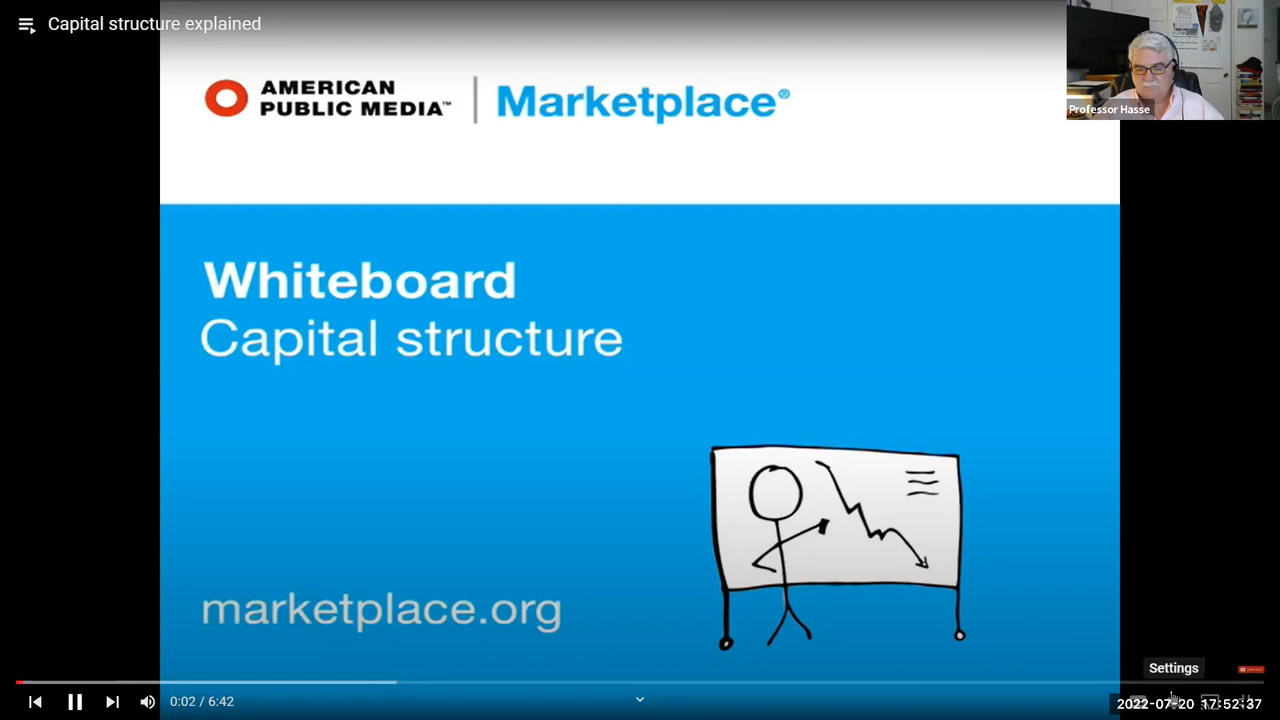 Capital structure explained
AMERICAN
PUBLIC MEDIA™
Marketplace®
Professor Hasse
Whiteboard
Capital structure
marketplace.org
Settings
0:02 / 6:42
2022-07-20 17:52:37